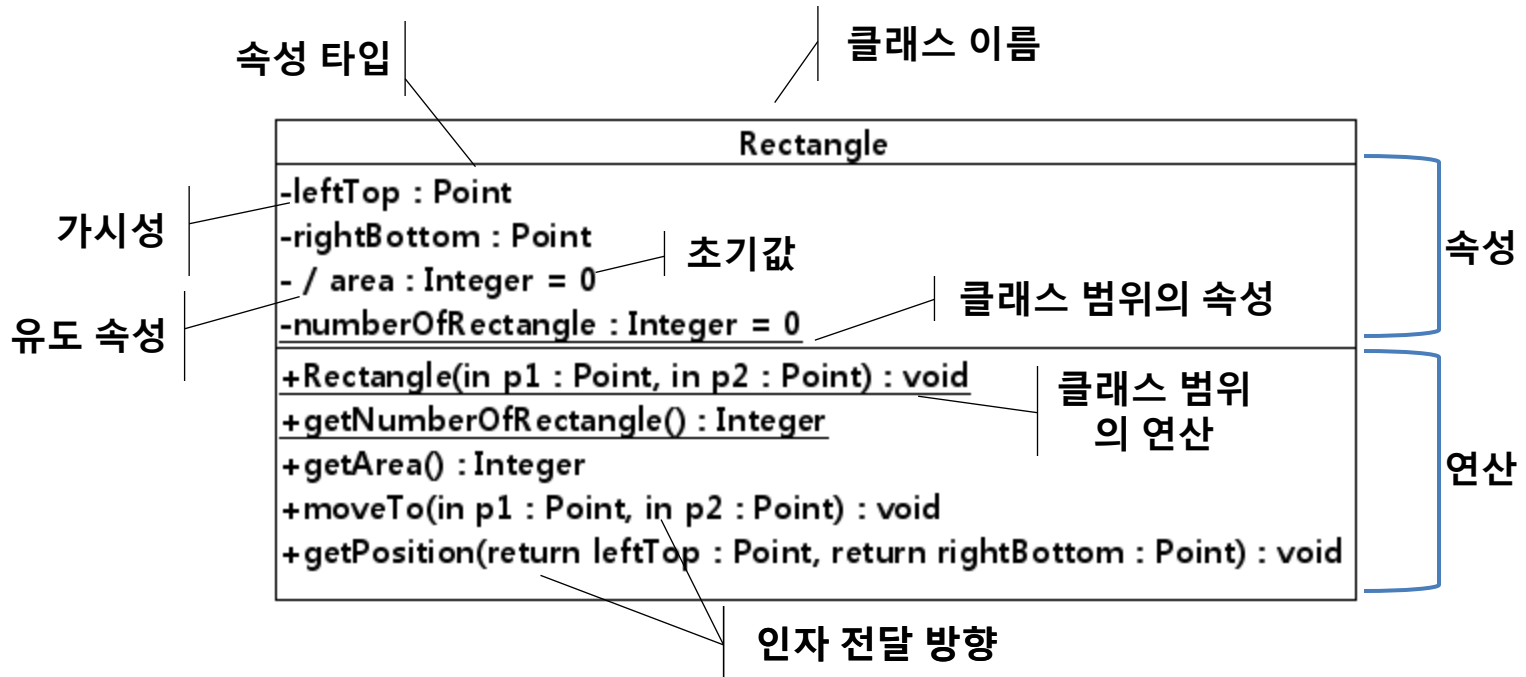 속성 타입
클래스 이름
Rectangle
-leftTop : Point
가시성
-rightBottom : Point
초기값
속성
- / area : Integer = 0
클래스 범위의 속성
유도 속성
-numberOfRectangle : Integer = 0
+Rectangle(in p1 : Point, in p2 : Point) : void
클래스 범위
의 연산
+getNumberOfRectangle() : Integer
+getArea() : Integer
연산
+moveTo(in p1 : Point, in p2 : Point) : void
+getPosition(return leftTop : Point, return rightBottom : Point) : void
인자 전달 방향